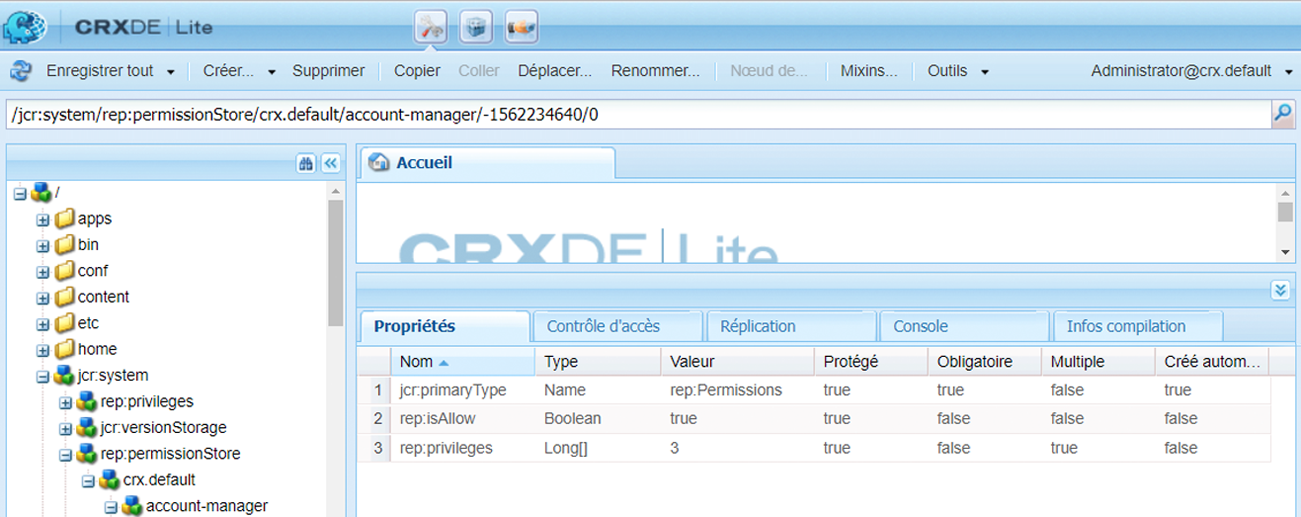 CRXDE | Lite
Enregistrer tout Créer... Supprimer Copier Coller Déplacer... Renommer... Nœud de... Mixins... Outils Administrator@crx.default
/jcr:system/rep:permissionStore/crx.default/account-manager/-1562234640/0
/
apps
bin
conf
content
etc
home
jcr:system
rep:privileges
jcr:versionStorage
rep:permissionStore
crx.default
account-manager
Accueil
CRXDE | Lite
Propriétés Contrôle d'accès Réplication Console Infos compilation
Nom Type Valeur Protégé Obligatoire Multiple Créé autom...
1 jcr:primaryType Name rep:Permissions true true false true
2 rep:isAllow Boolean true true false false false
3 rep:privileges Long[] 3 true false true false